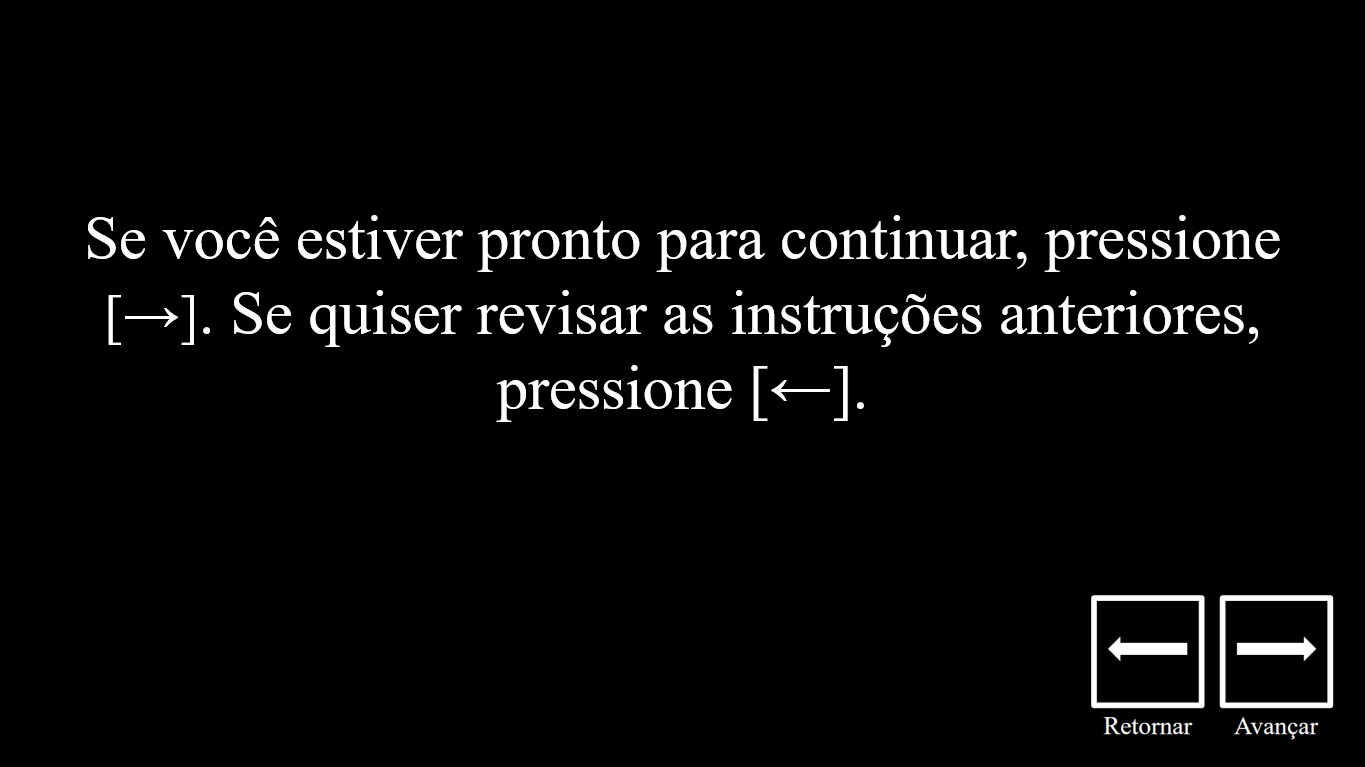 Se você estiver pronto para continuar, pressione
[→]. Se quiser revisar as instruções anteriores,
pressione [←].
Retornar
Avançar